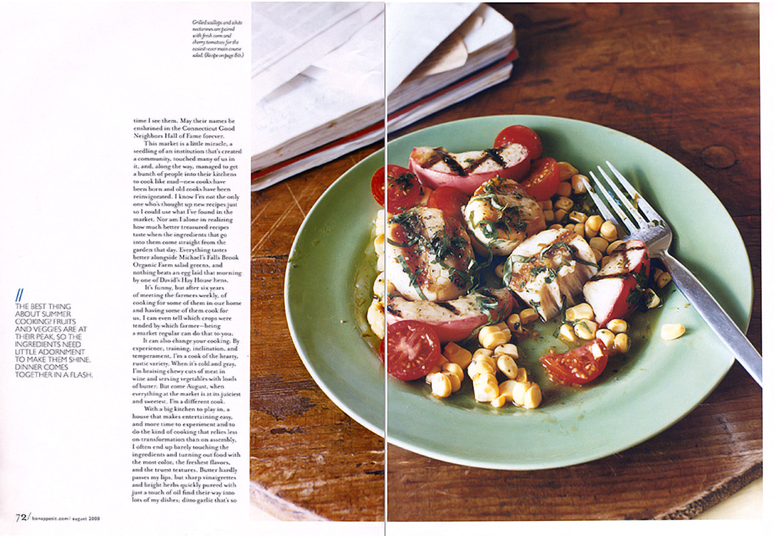 Grilled scallops and white
nectarines are paired
with fresh corn and
cherry tomatoes for the
easiest-ever main course
salad. (Recipe on page 80.)
time I see them. May their names be
enshrined in the Connecticut Good
Neighbors Hall of Fame forever.
This market is a little miracle, a
seedling of an institution that's created
a community, touched many of us in
it, and, along the way, managed to get
a bunch of people into their kitchens
to cook like mad—new cooks have
been born and old cooks have been
reinvigorated. I know I'm not the only
one who's thought up new recipes just
so I could use what I've found in the
market. Nor am I alone in realizing
how much better treasured recipes
taste when the ingredients that go
into them come straight from the
garden that day. Everything tastes
better alongside Michael's Falls Brook
Organic Farm salad greens, and
nothing beats an egg laid that morning
by one of David's Hay House hens.
It's funny, but after six years
of meeting the farmers weekly, of
cooking for some of them in our home
and having some of them cook for
us, I can even tell which crops were
tended by which farmer—being
a market regular can do that to you.
It can also change your cooking. By
experience, training, inclination, and
temperament, I'm a cook of the hearty,
rustic variety. When it's cold and gray,
I'm braising chewy cuts of meat in
wine and serving vegetables with loads
of butter. But come August, when
everything at the market is at its juiciest
and sweetest, I'm a different cook.
With a big kitchen to play in, a
house that makes entertaining easy,
and more time to experiment and to
do the kind of cooking that relies less
on transformation than on assembly,
I often end up barely touching the
ingredients and turning out food with
the most color, the freshest flavors,
and the truest textures. Butter hardly
passes my lips, but sharp vinaigrettes
and bright herbs quickly pureed with
just a touch of oil find their way into
lots of my dishes; ditto garlic that's so
//
THE BEST THING
ABOUT SUMMER
COOKING? FRUITS
AND VEGGIES ARE AT
THEIR PEAK, SO THE
INGREDIENTS NEED
LITTLE ADORNMENT
TO MAKE THEM SHINE.
DINNER COMES
TOGETHER IN A FLASH.
72/ bonappetit.com/ august 2008